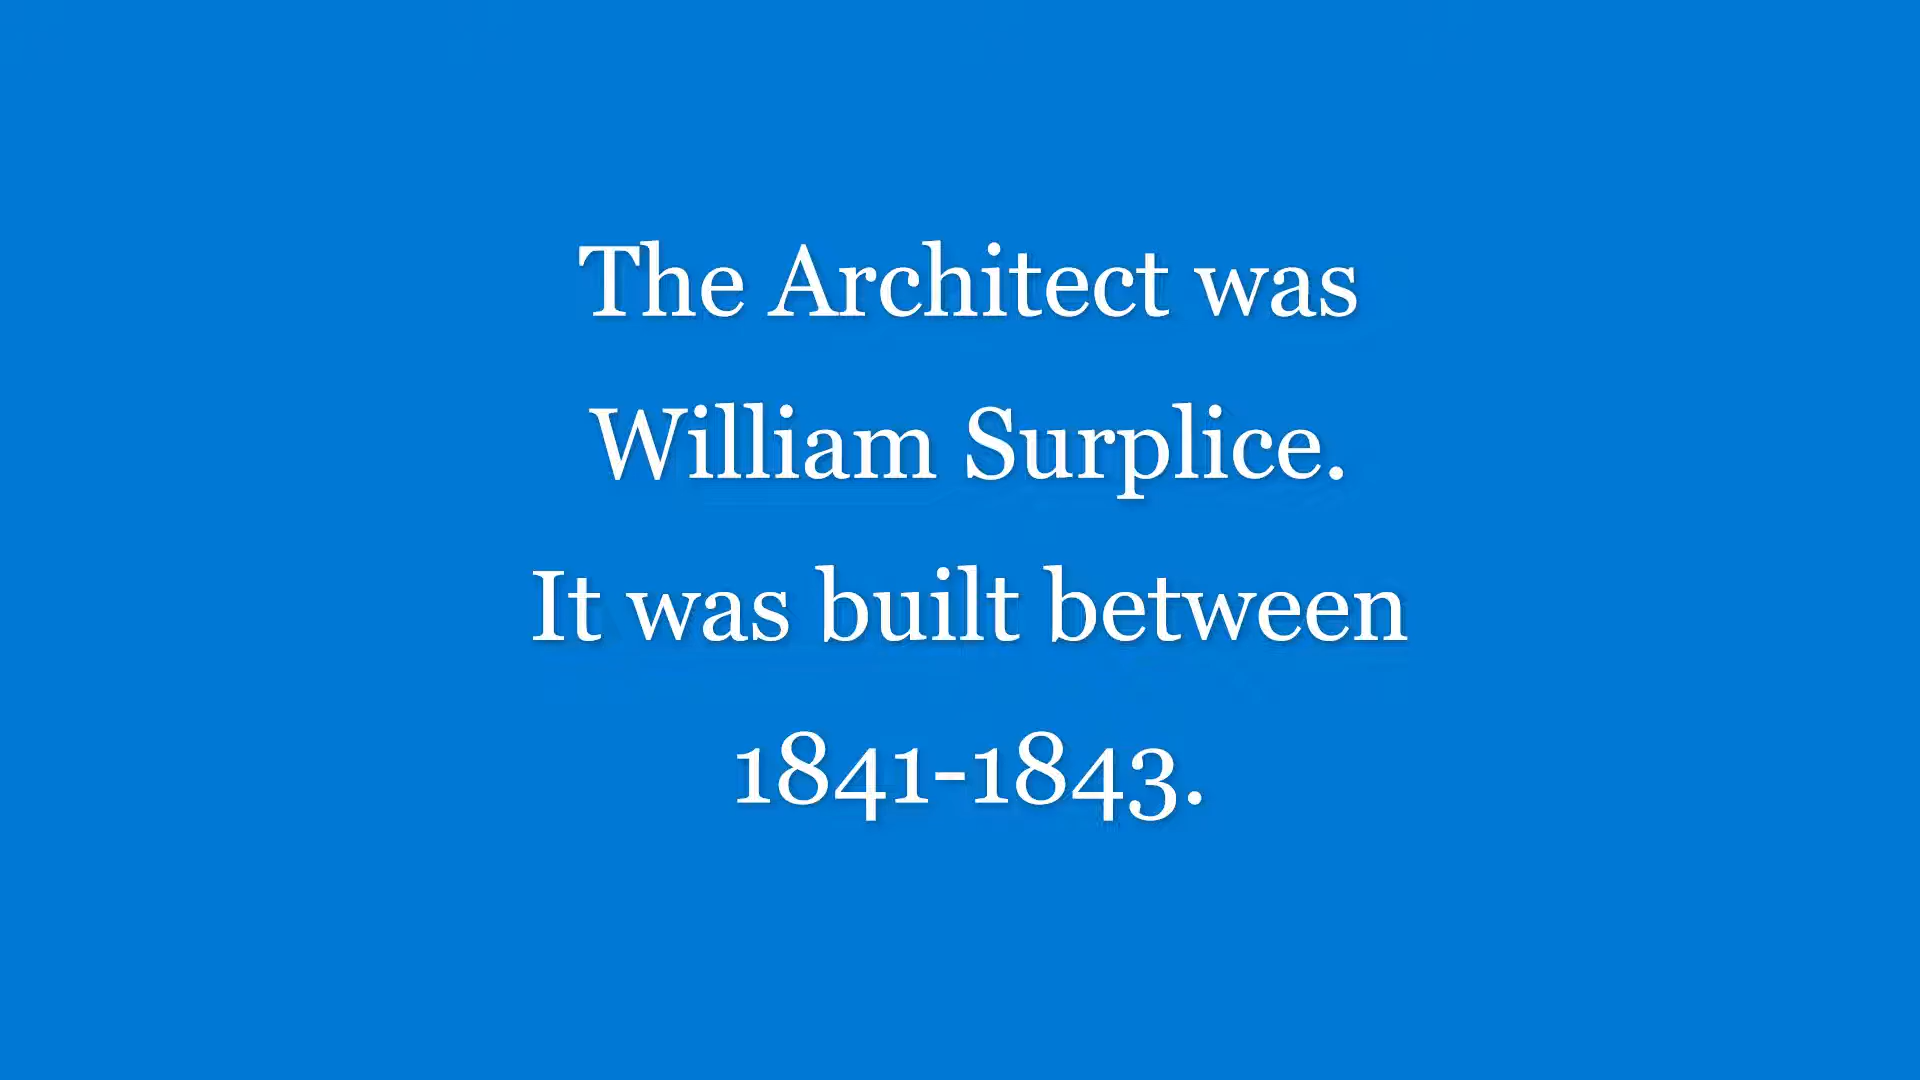 The Architect was
William Surplice.
It was built between
1841-1843.